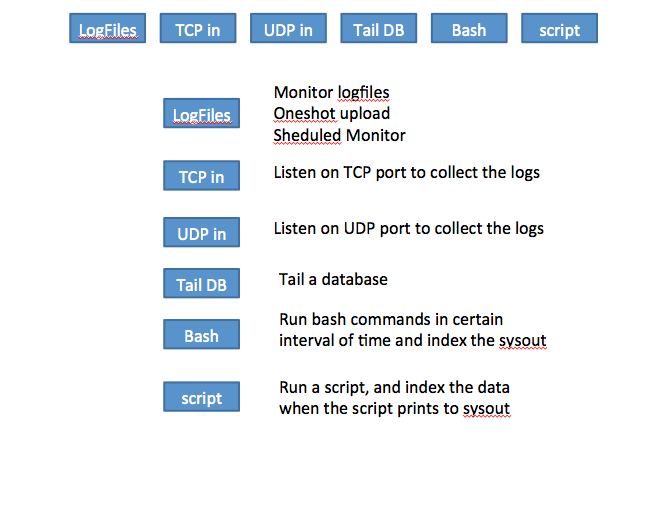 LogFiles TCP in UDP in Tail DB Bash script
LogFiles
Monitor logfiles
Oneshot upload
Sheduled Monitor
TCP in
Listen on TCP port to collect the logs
UDP in
Listen on UDP port to collect the logs
Tail DB
Tail a database
Bash
Run bash commands in certain
interval of time and index the sysout
script
Run a script, and index the data
when the script prints to sysout